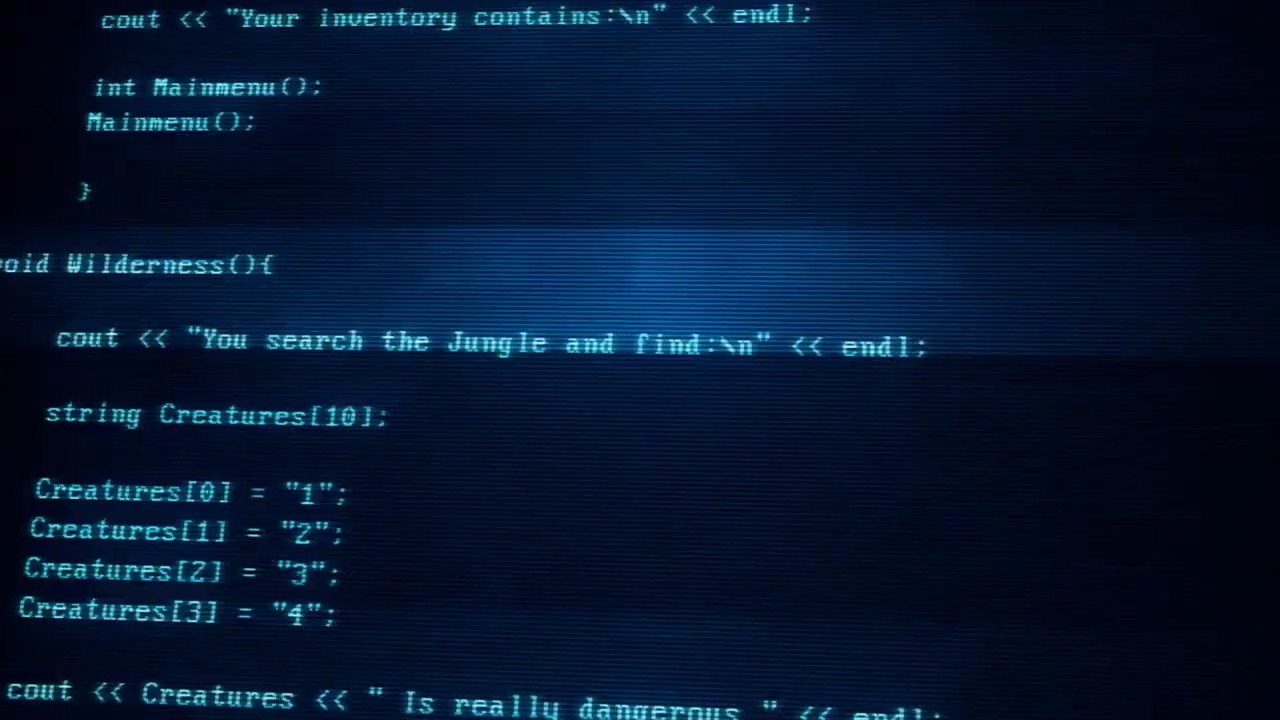 cout << "Your inventory contains:\n" << endl;
int Mainmenu();
Mainmenu();
}
void Wilderness(){
cout << "You search the Jungle and find:\n" << endl;
string Creatures[10];
Creatures[0] = "1";
Creatures[1] = "2";
Creatures[2] = "3";
Creatures[3] = "4";
cout << Creatures << " Is really dangerous " << endl;